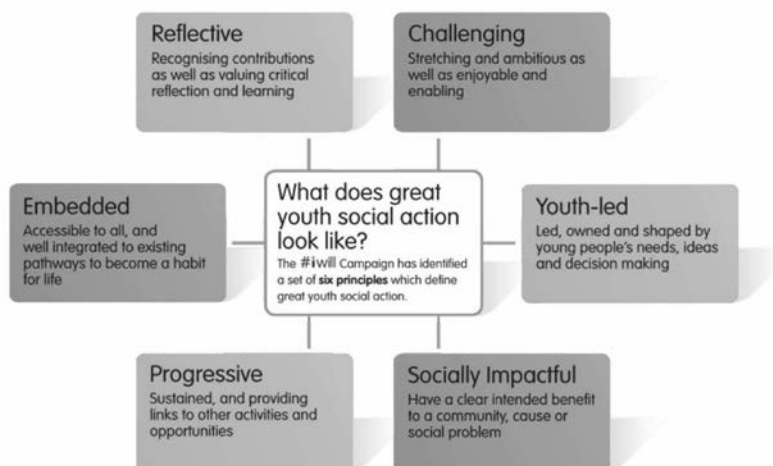 Reflective
Recognising contributions
as well as valuing critical
reflection and learning
Challenging
Stretching and ambitious as
well as enjoyable and
enabling
Embedded
Accessible to all, and
well integrated to existing
pathways to become a habit
for life
What does great
youth social action
look like?
The #iwill Campaign has identified
a set of six principles which define
great youth social action.
Youth-led
Led, owned and shaped by
young people's needs, ideas
and decision making
Progressive
Sustained, and providing
links to other activities and
opportunities
Socially Impactful
Have a clear intended benefit
to a community, cause or
social problem